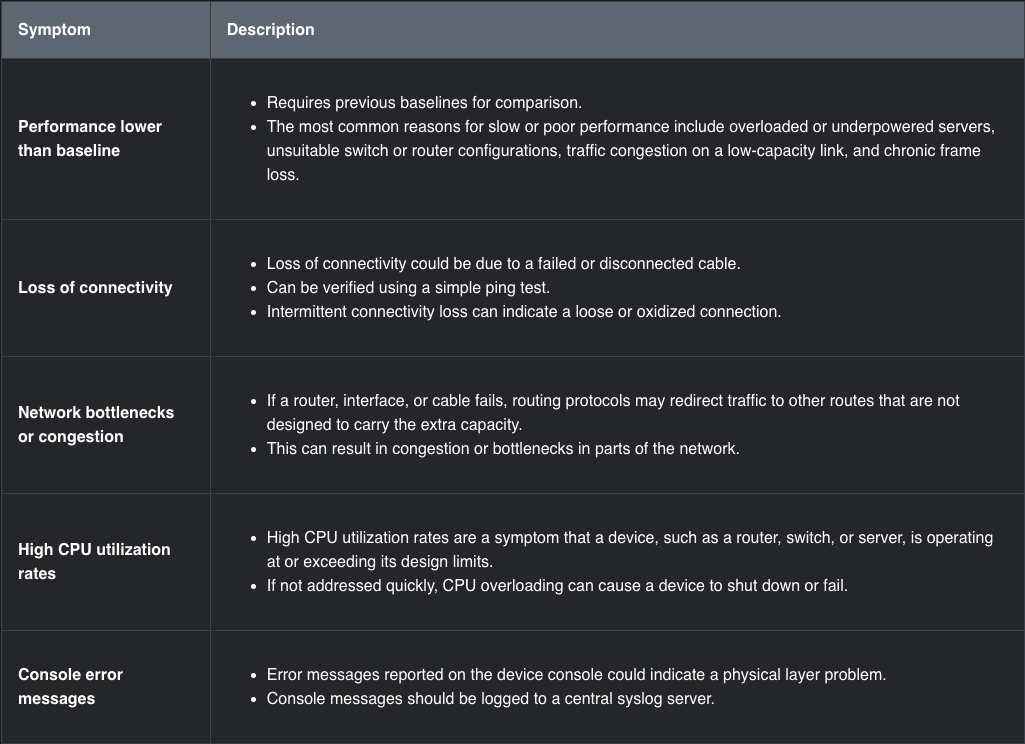 Symptom
Description
Performance lower
than baseline
• Requires previous baselines for comparison.
• The most common reasons for slow or poor performance include overloaded or underpowered servers,
unsuitable switch or router configurations, traffic congestion on a low-capacity link, and chronic frame
loss.
Loss of connectivity
• Loss of connectivity could be due to a failed or disconnected cable.
• Can be verified using a simple ping test.
• Intermittent connectivity loss can indicate a loose or oxidized connection.
Network bottlenecks
or congestion
• If a router, interface, or cable fails, routing protocols may redirect traffic to other routes that are not
designed to carry the extra capacity.
• This can result in congestion or bottlenecks in parts of the network.
High CPU utilization
rates
• High CPU utilization rates are a symptom that a device, such as a router, switch, or server, is operating
at or exceeding its design limits.
• If not addressed quickly, CPU overloading can cause a device to shut down or fail.
Console error
messages
• Error messages reported on the device console could indicate a physical layer problem.
• Console messages should be logged to a central syslog server.